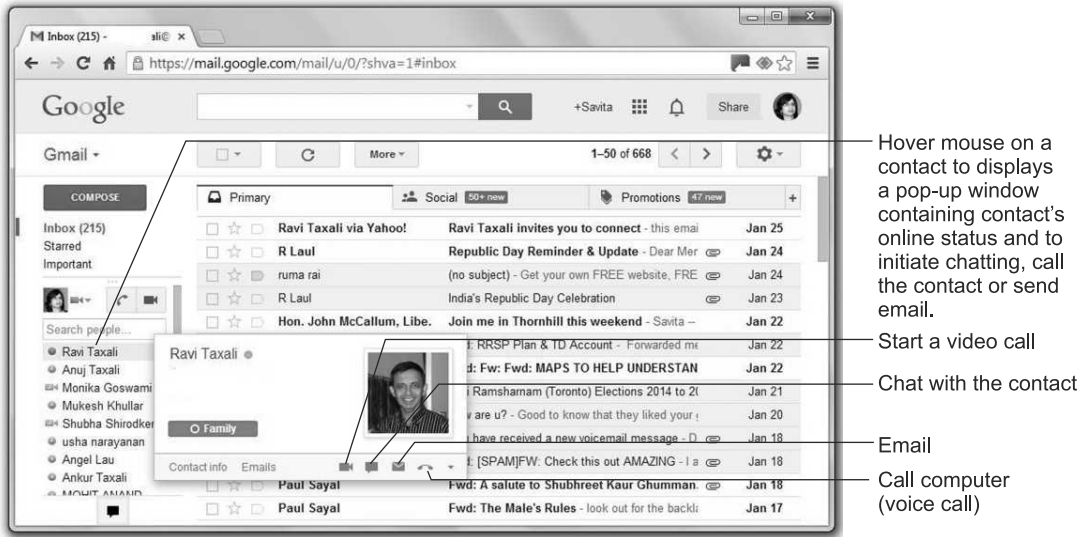 Inbox (215) - ali@
https://mail.google.com/mail/u/0/?shva=1#inbox
Google
+Savita
Share
Gmail
More
1–50 of 668
COMPOSE
Primary
Social 50+ new
Promotions 47 new
+
Inbox (215)
Starred
Important
Search people...
Ravi Taxali
Anuj Taxali
Monika Goswami
Mukesh Khullar
Shubha Shirodker
usha narayanan
Angel Lau
Ankur Taxali
MOHIT ANAND
Ravi Taxali via Yahoo! Ravi Taxali invites you to connect - this emai Jan 25
R Laul Republic Day Reminder & Update - Dear Mer Jan 24
ruma rai (no subject) - Get your own FREE website, FRE Jan 24
R Laul India's Republic Day Celebration Jan 23
Hon. John McCallum, Libe. Join me in Thornhill this weekend - Savita -- Jan 22
d: RRSP Plan & TD Account - Forwarded me Jan 22
d: Fw: Fwd: MAPS TO HELP UNDERSTAN Jan 22
Ramsharnam (Toronto) Elections 2014 to 20 Jan 21
w are u? - Good to know that they liked your Jan 20
have received a new voicemail message - D Jan 18
d: [SPAM]FW: Check this out AMAZING - I a Jan 18
Paul Sayal Fwd: A salute to Shubhreet Kaur Ghumman. Jan 18
Paul Sayal Fwd: The Male's Rules - look out for the backla Jan 17
Ravi Taxali
Family
Contact info Emails
Hover mouse on a
contact to displays
a pop-up window
containing contact's
online status and to
initiate chatting, call
the contact or send
email.
Start a video call
Chat with the contact
Email
Call computer
(voice call)